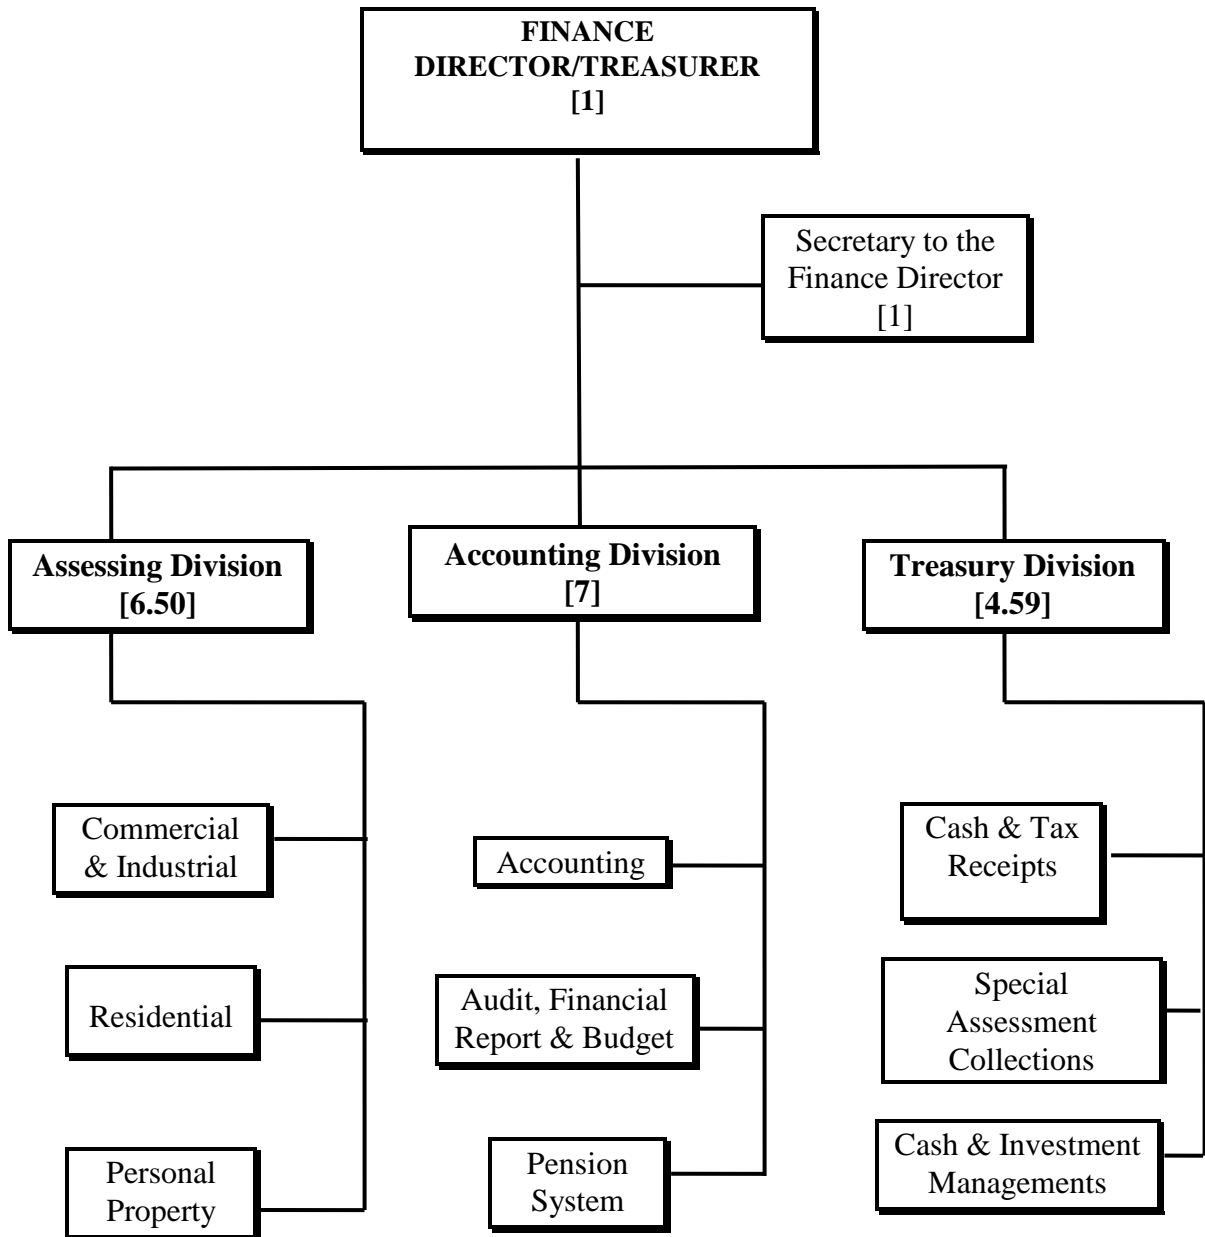 FINANCE
DIRECTOR/TREASURER
[1]
Secretary to the
Finance Director
[1]
Assessing Division
[6.50]
Accounting Division
[7]
Treasury Division
[4.59]
Commercial
& Industrial
Residential
Personal
Property
Accounting
Audit, Financial
Report & Budget
Pension
System
Cash & Tax
Receipts
Special
Assessment
Collections
Cash & Investment
Managements